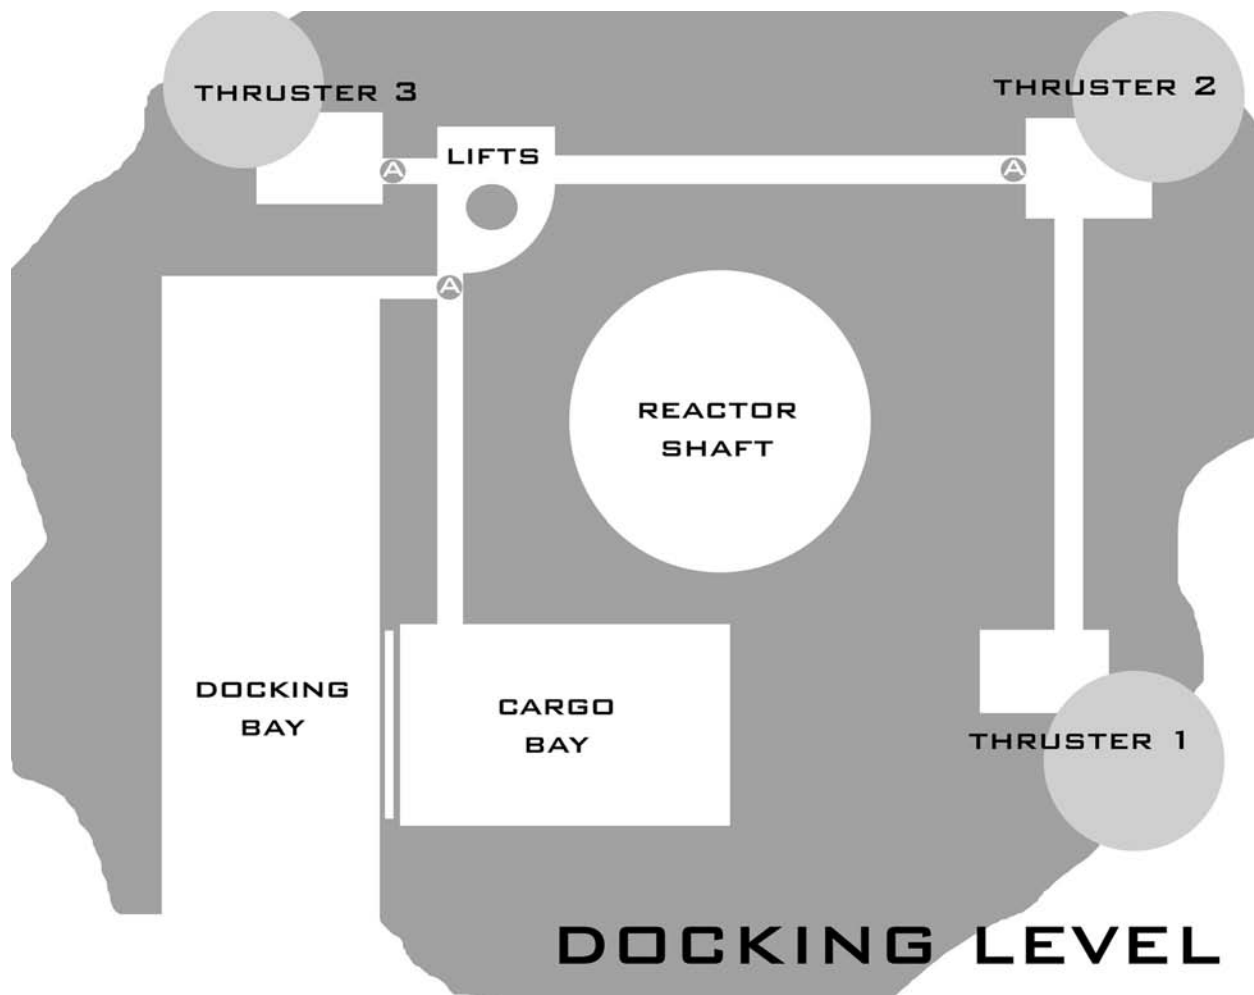 THRUSTER 3
THRUSTER 2
LIFTS
A
A
A
REACTOR
SHAFT
DOCKING
BAY
CARGO
BAY
THRUSTER 1
DOCKING LEVEL